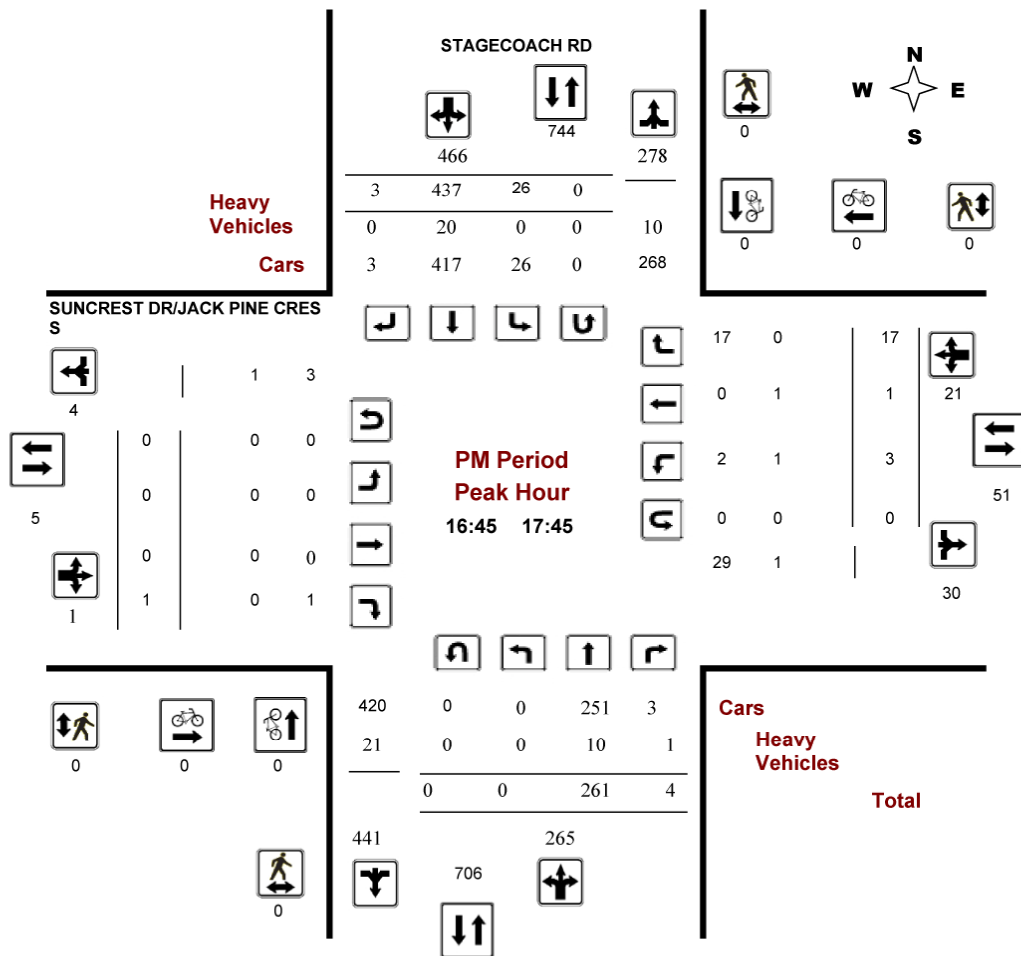 STAGECOACH RD
N
W E
S
744
0
466 278
3 437 26 0
Heavy
Vehicles
0 20 0 0 10
0 0 0
Cars
3 417 26 0 268
SUNCREST DR/JACK PINE CRES
S
17 0 17
1 3
4
0 1 1 21
0 0 0
PM Period
2 1 3
Peak Hour
0 0 0
51
5
16:45 17:45
0 0 0
0 0 0
29 1
1 0 1
30
1
420 0 0 251 3
Cars
21 0 0 10 1
Heavy
Vehicles
0 0 0
0 0 261 4
Total
441 265
706
0